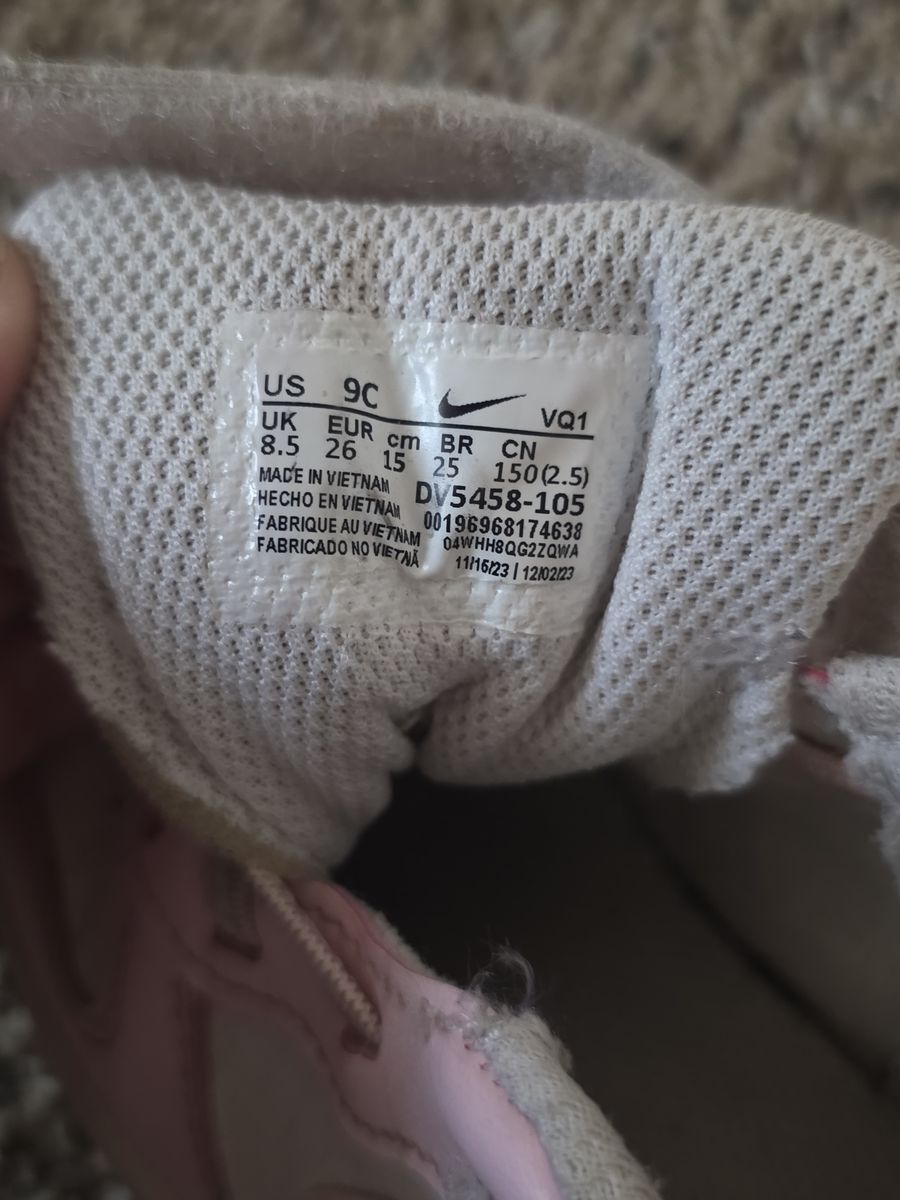 US 9C VQ1
UK EUR cm BR CN
8.5 26 15 25 150(2.5)
MADE IN VIETNAM DV5458-105
HECHO EN VIETNAM 00196968174638
FABRIQUE AU VIETNAM 04WHH8QG2ZQWA
FABRICADO NO VIETNÃ 11/16/23 | 12/02/23